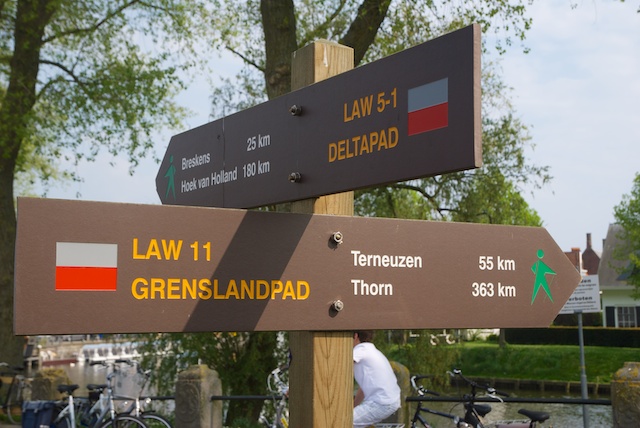 LAW 5-1
DELTAPAD
Breskens 25 km
Hoek van Holland 180 km
LAW 11
GRENSLANDPAD
Terneuzen 55 km
Thorn 363 km